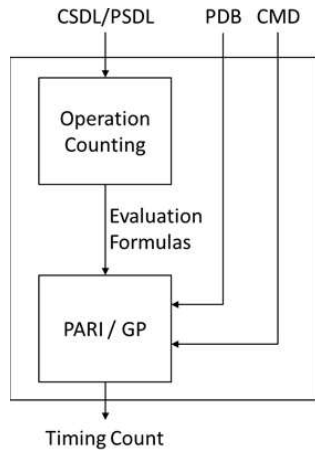 CSDL/PSDL PDB CMD
Operation
Counting
Evaluation
Formulas
PARI / GP
Timing Count